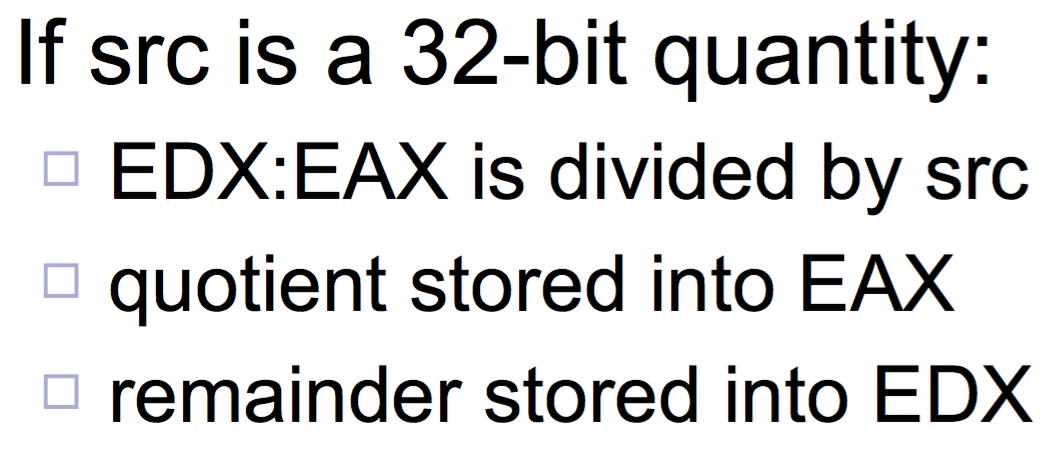 If src is a 32-bit quantity:
EDX:EAX is divided by src
quotient stored into EAX
remainder stored into EDX